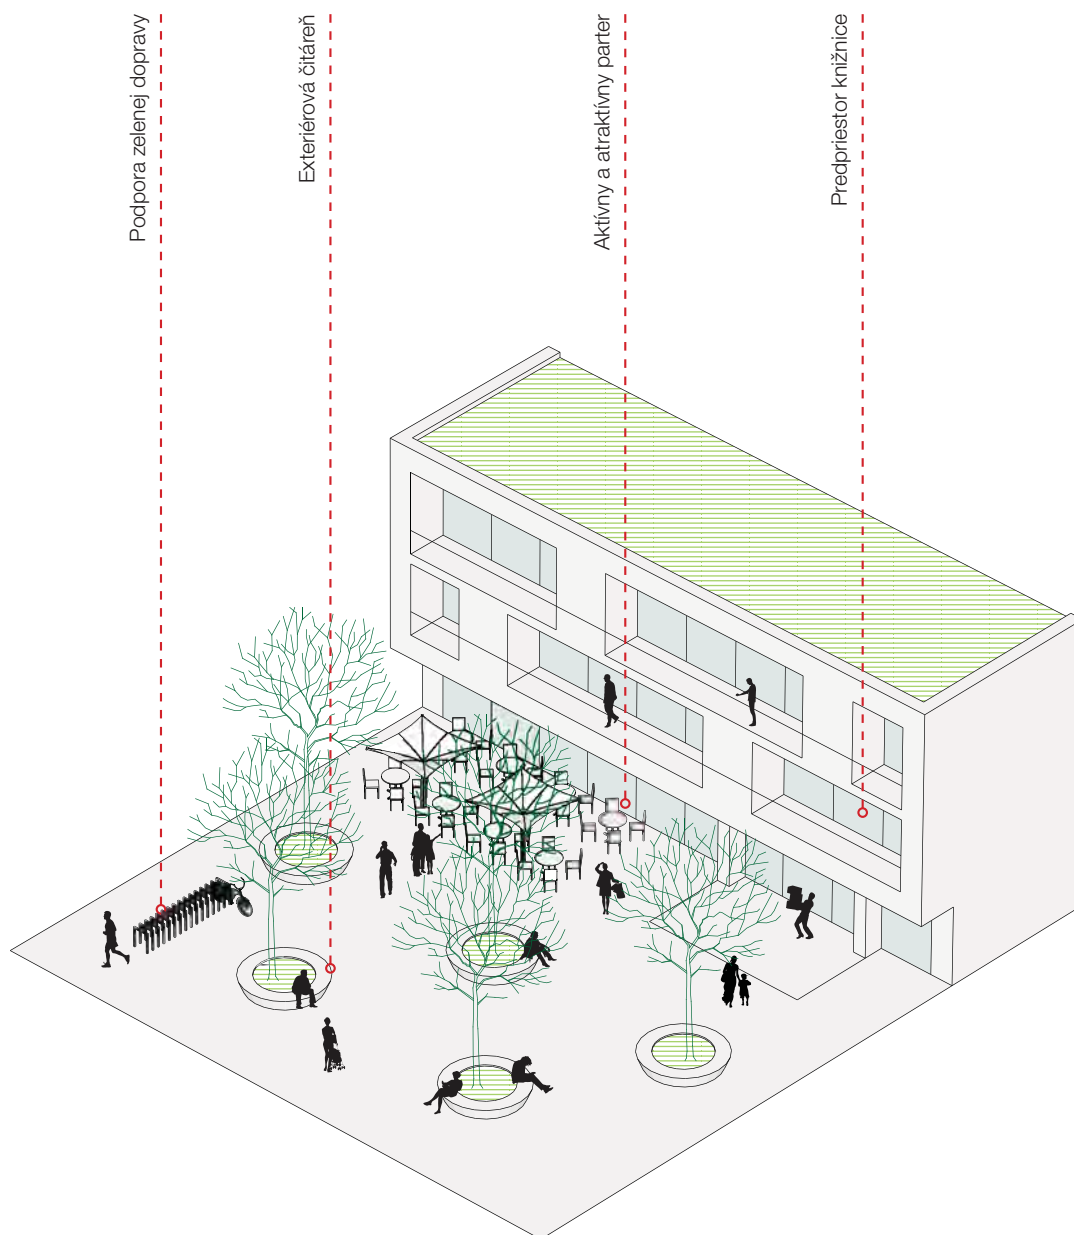 Podpora zelenej dopravy
Exteriérová čitáreň
Aktívny a atraktívny parter
Predpriestor knižnice